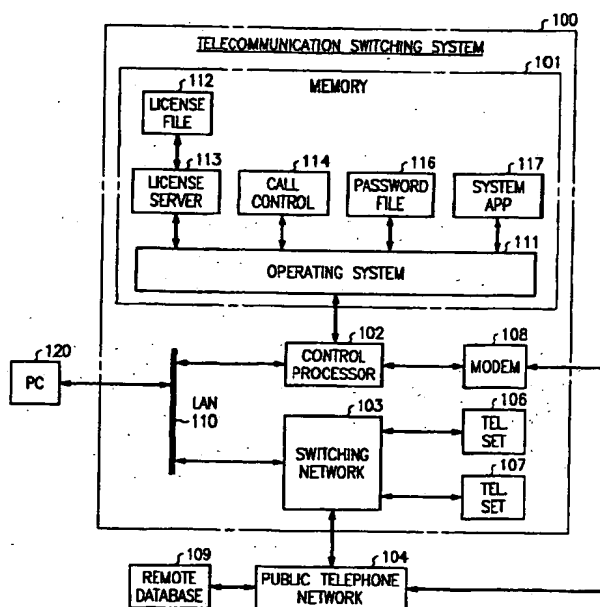 100
TELECOMMUNICATION SWITCHING SYSTEM
101
MEMORY
112
LICENSE
FILE
113
LICENSE
SERVER
114
CALL
CONTROL
116
PASSWORD
FILE
117
SYSTEM
APP
111
OPERATING SYSTEM
120
PC
LAN
110
102
CONTROL
PROCESSOR
108
MODEM
103
SWITCHING
NETWORK
106
TEL.
SET
107
TEL.
SET
109
REMOTE
DATABASE
104
PUBLIC TELEPHONE
NETWORK